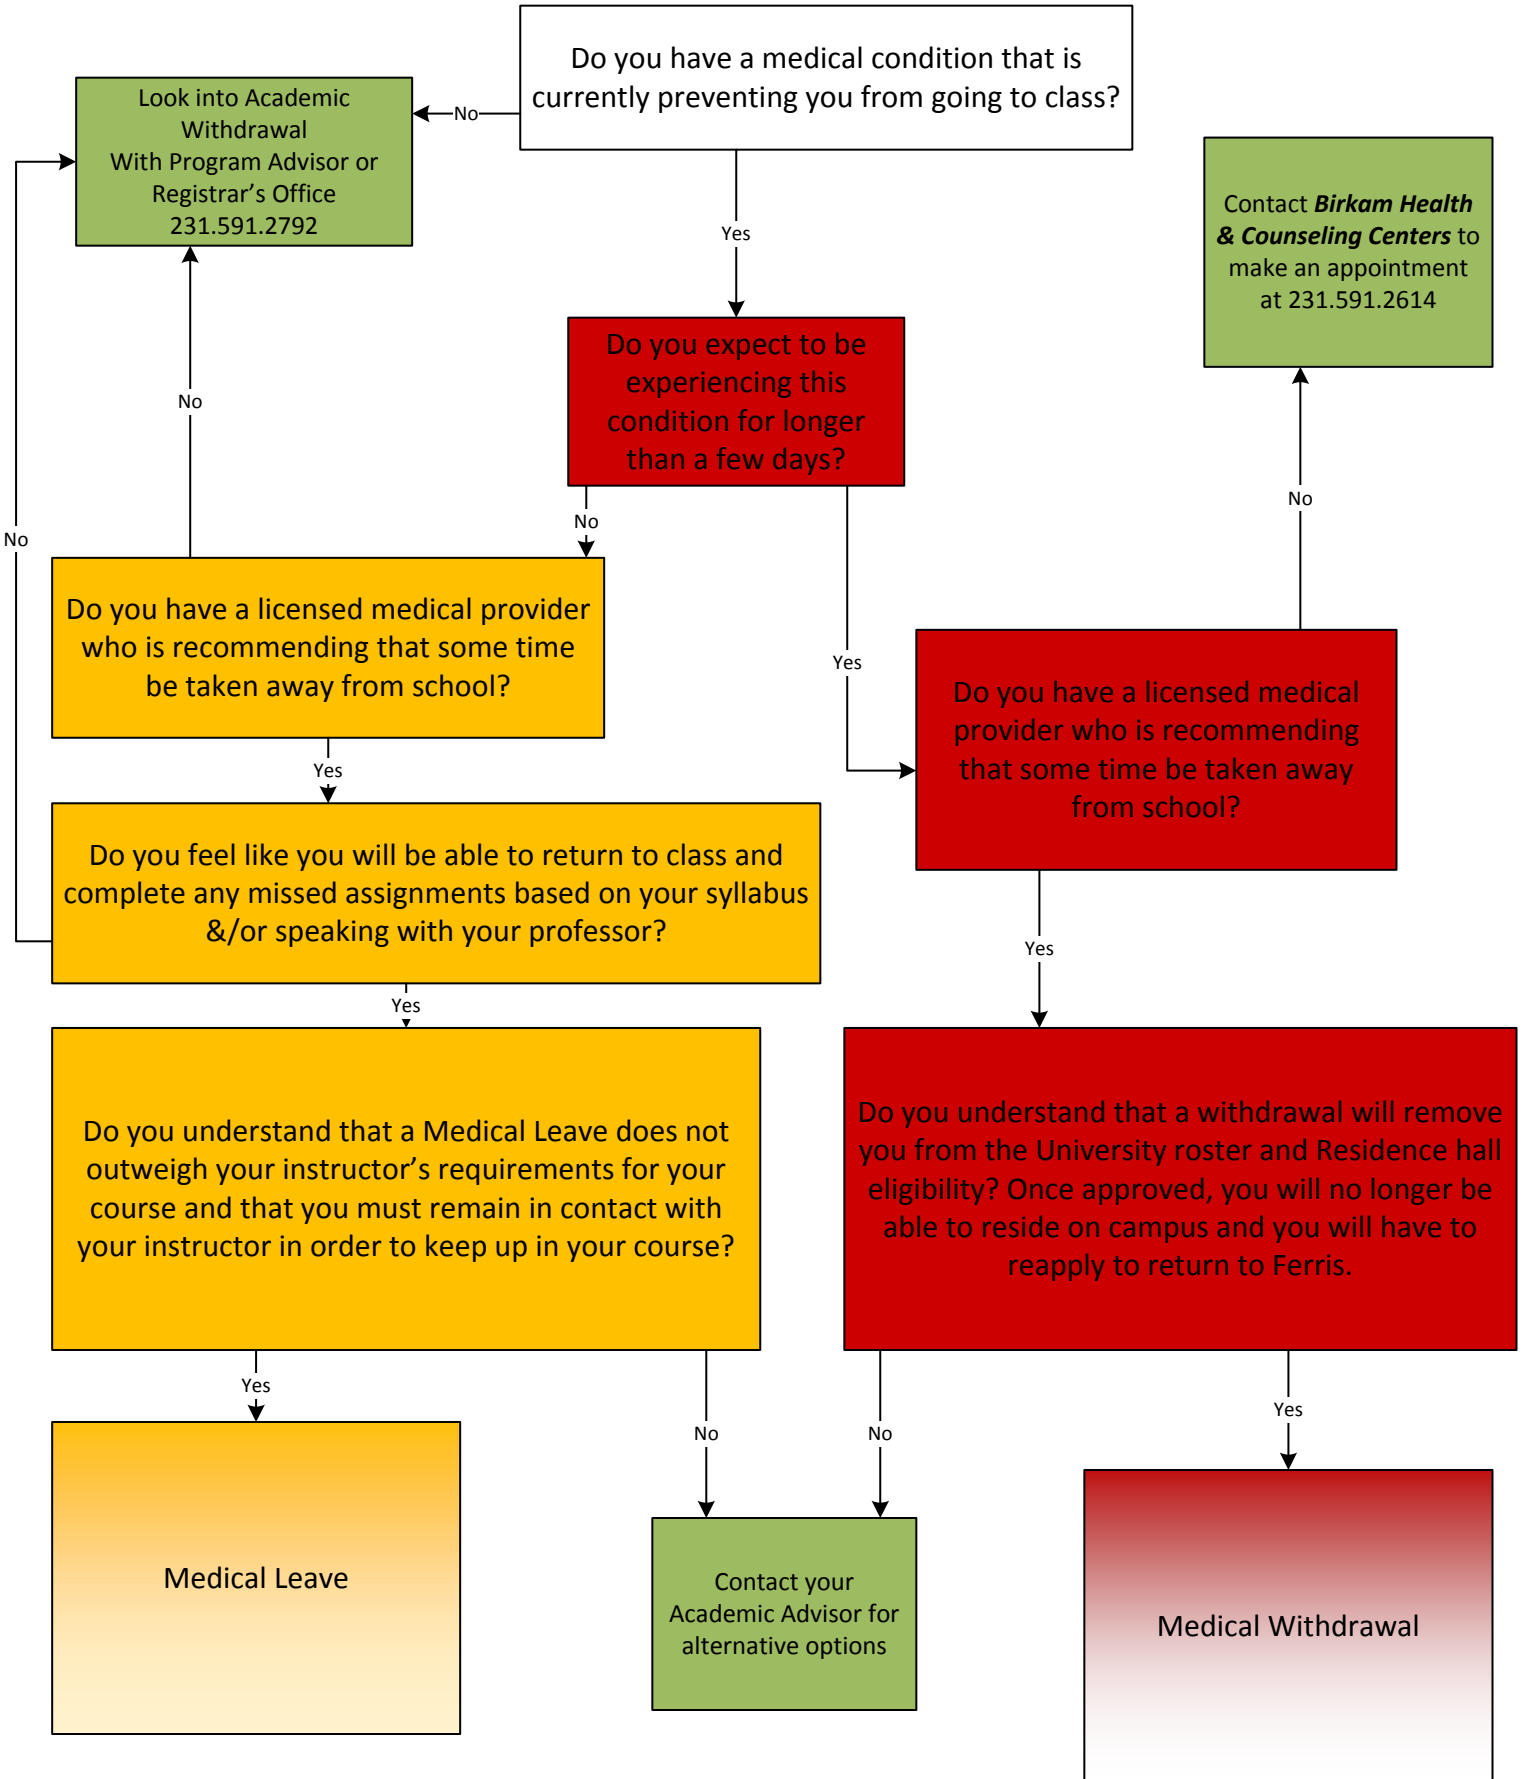 Do you have a medical condition that is
currently preventing you from going to class?
Look into Academic
Withdrawal
With Program Advisor or
Registrar's Office
231.591.2792
No
Contact Birkam Health
& Counseling Centers to
make an appointment
at 231.591.2614
Yes
Do you expect to be
experiencing this
condition for longer
than a few days?
No
No
No
No
Do you have a licensed medical provider
who is recommending that some time
be taken away from school?
Yes
Do you have a licensed medical
provider who is recommending
that some time be taken away
from school?
Yes
Do you feel like you will be able to return to class and
complete any missed assignments based on your syllabus
&/or speaking with your professor?
Yes
Yes
Do you understand that a Medical Leave does not
outweigh your instructor's requirements for your
course and that you must remain in contact with
your instructor in order to keep up in your course?
Do you understand that a withdrawal will remove
you from the University roster and Residence hall
eligibility? Once approved, you will no longer be
able to reside on campus and you will have to
reapply to return to Ferris.
Yes
No
No
Yes
Medical Leave
Contact your
Academic Advisor for
alternative options
Medical Withdrawal